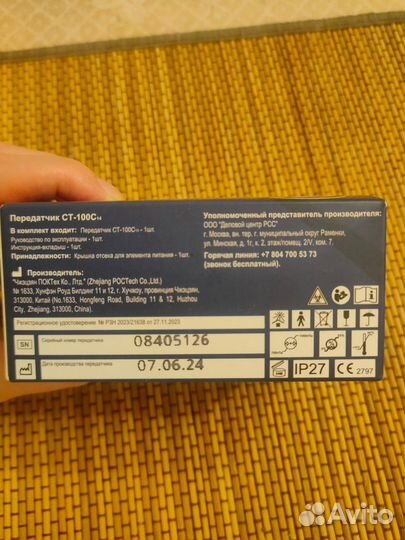 Передатчик CT-100C14
В комплект входит: Передатчик CT-100C14 - 1шт.
Руководство по эксплуатации - 1шт.
Инструкция-вкладыш - 1шт.
Принадлежности: Крышка отсека для элемента питания - 1шт.
Чжэцзян ПОКТех Ко., Лтд." (Zhejiang POCTech Co.,Ltd.)
№ 1633, Хунфэн Роуд Билдинг 11 и 12, г. Хучжоу, провинция Чжэцзян,
313000, Китай (No.1633, Hongfeng Road, Building 11 & 12, Huzhou
City, Zhejiang, 313000, China).
Регистрационное удостоверение: № РЗН 2023/21638 от 27.11.2023
SN Серийный номер передатчика 08405126
Дата производства передатчика 07.06.24
Уполномоченный представитель производителя:
ООО "Деловой центр РСС"
г. Москва, вн. тер. г. муниципальный округ Раменки,
ул. Минская, д. 1г, к. 2, этаж/помещ. 2/V, ком. 7.
Горячая линия: +7 804 700 53 73
(звонок бесплатный).
IP27
CE 2797
Avito